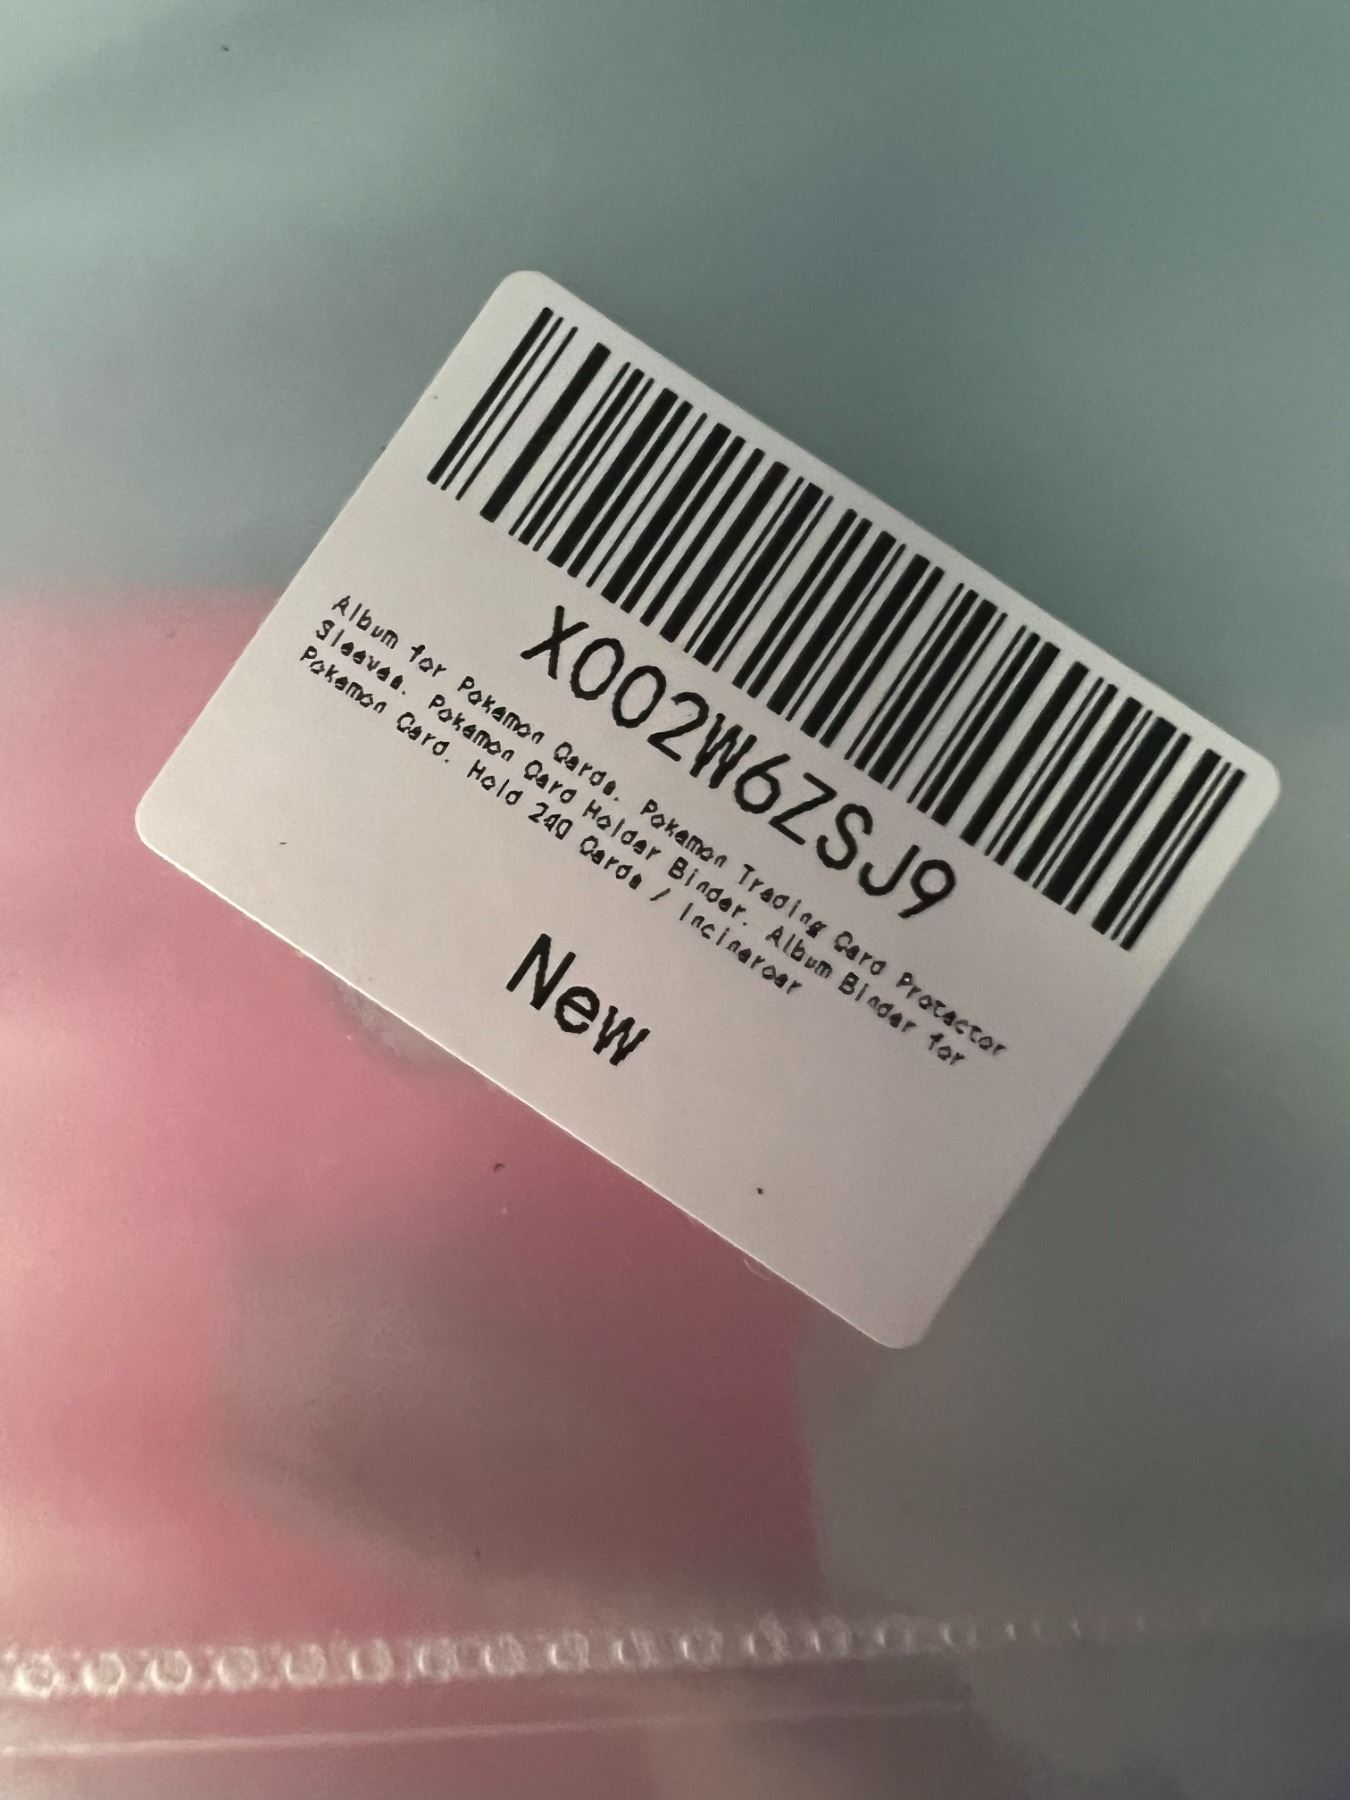 X002W6ZSJ9
Album for Pokemon Cards. Pokemon Trading Card Protector
Sleeves. Pokemon Card Holder Binder. Album Binder for
Pokemon Card. Hold 240 Cards / Incineroar
New